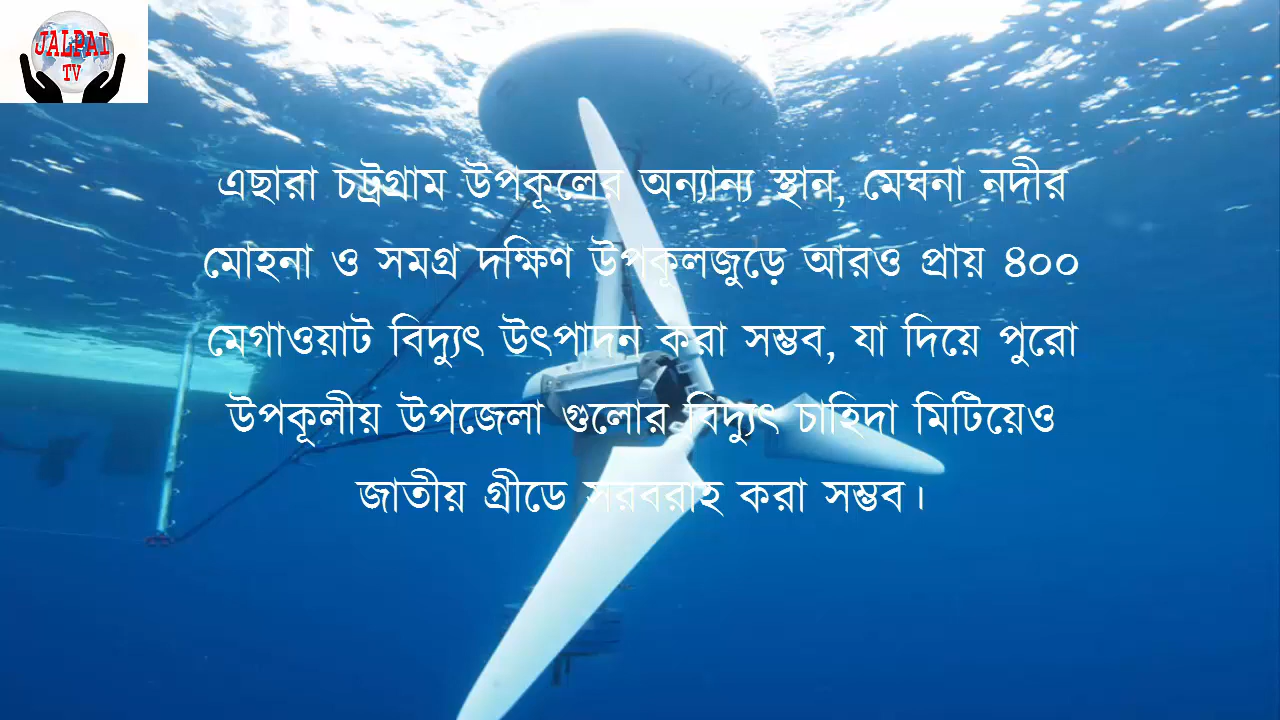 JALPAI
TV
এছারা চট্রগ্রাম উপকূলের অন্যান্য স্থান, মেঘনা নদীর
মোহনা ও সমগ্র দক্ষিণ উপকূলজুড়ে আরও প্রায় ৪০০
মেগাওয়াট বিদ্যুৎ উৎপাদন করা সম্ভব, যা দিয়ে পুরো
উপকূলীয় উপজেলা গুলোর বিদ্যুৎ চাহিদা মিটিয়েও
জাতীয় গ্রীডে সরবরাহ করা সম্ভব।